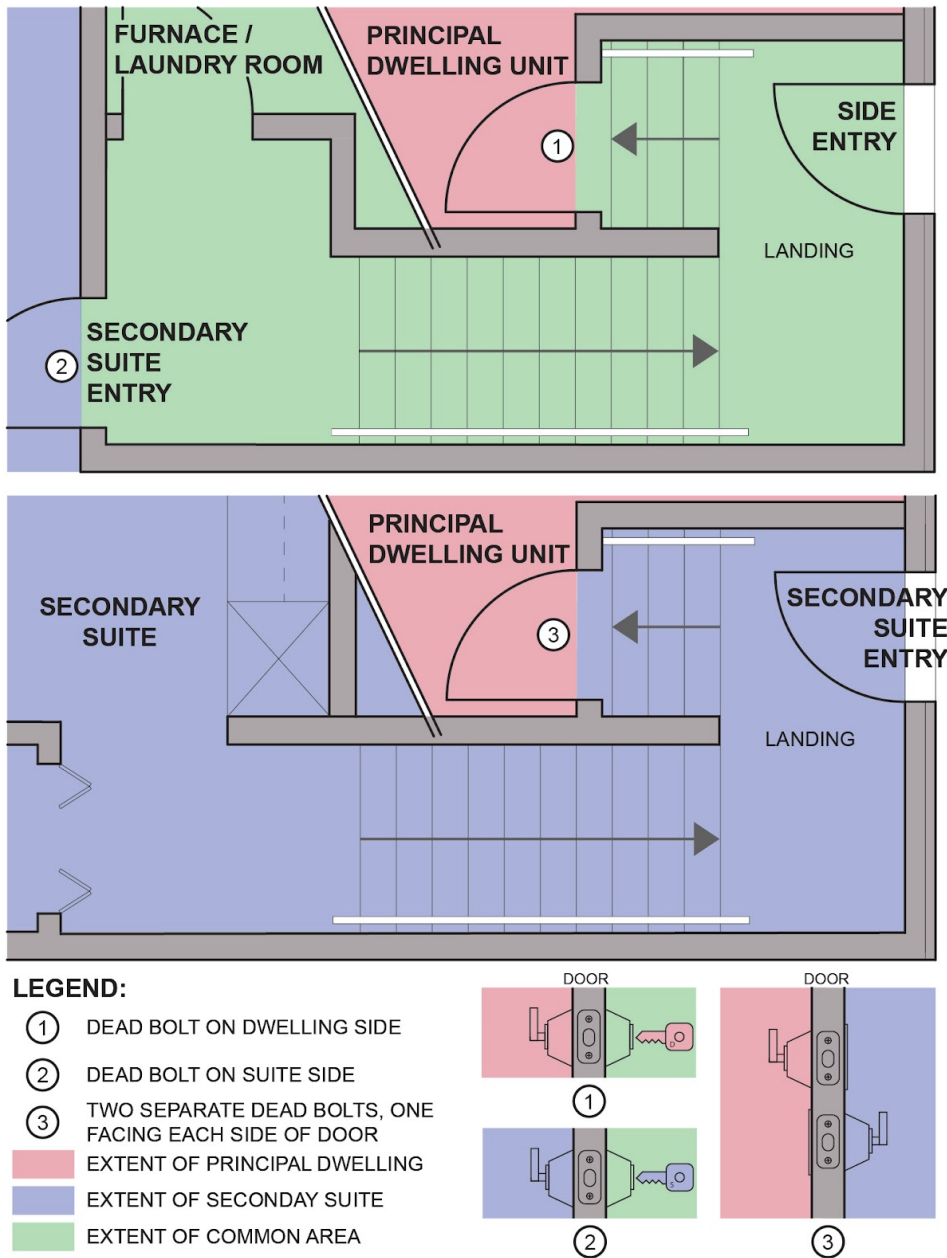 FURNACE /
LAUNDRY ROOM
PRINCIPAL
DWELLING UNIT
1
SIDE
ENTRY
LANDING
2
SECONDARY
SUITE
ENTRY
PRINCIPAL
DWELLING UNIT
SECONDARY
SUITE
3
SECONDARY
SUITE
ENTRY
LANDING
LEGEND:
1 DEAD BOLT ON DWELLING SIDE
2 DEAD BOLT ON SUITE SIDE
3 TWO SEPARATE DEAD BOLTS, ONE
FACING EACH SIDE OF DOOR
EXTENT OF PRINCIPAL DWELLING
EXTENT OF SECONDAY SUITE
EXTENT OF COMMON AREA
DOOR
D
1
S
2
DOOR
3